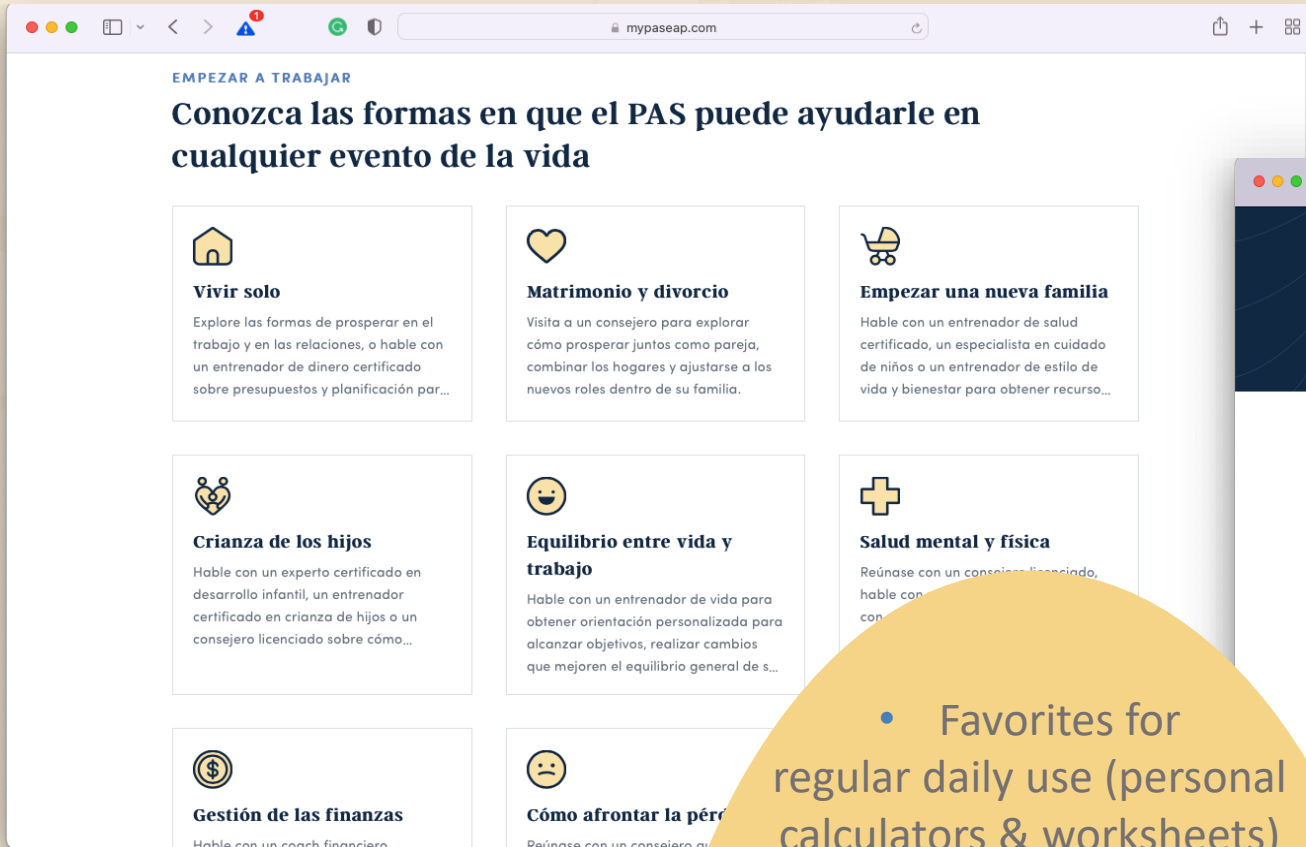 1
mypaseap.com
EMPEZAR A TRABAJAR
Conozca las formas en que el PAS puede ayudarle en
cualquier evento de la vida
Vivir solo
Explore las formas de prosperar en el
trabajo y en las relaciones, o hable con
un entrenador de dinero certificado
sobre presupuestos y planificación par...
Matrimonio y divorcio
Visita a un consejero para explorar
cómo prosperar juntos como pareja,
combinar los hogares y ajustarse a los
nuevos roles dentro de su familia.
Empezar una nueva familia
Hable con un entrenador de salud
certificado, un especialista en cuidado
de niños o un entrenador de estilo de
vida y bienestar para obtener recurso...
Crianza de los hijos
Hable con un experto certificado en
desarrollo infantil, un entrenador
certificado en crianza de hijos o un
consejero licenciado sobre cómo...
Equilibrio entre vida y
trabajo
Hable con un entrenador de vida para
obtener orientación personalizada para
alcanzar objetivos, realizar cambios
que mejoren el equilibrio general de s...
Salud mental y física
Reúnase con un consejero licenciado,
hable con
con
Gestión de las finanzas
Hable con un coach financiero
Cómo afrontar la
Reúnase con un consejero
• Favorites for
regular daily use (personal
calculators & worksheets)